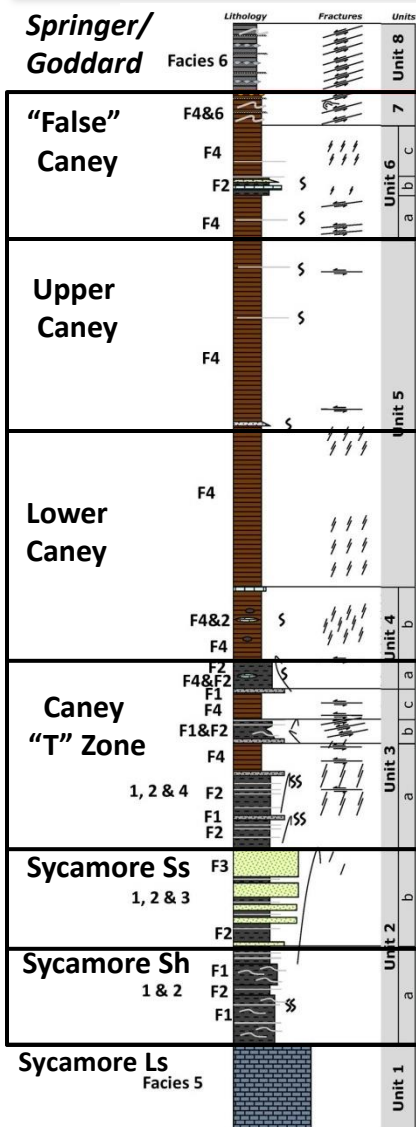 Lithology Fractures Units
Springer/
Goddard
Facies 6
Unit 8
"False"
Caney
F4&6
7
F4
c
F2
b
Unit 6
F4
a
Upper
Caney
F4
Unit 5
Lower
Caney
F4
F4&2
b
F4
Unit 4
Caney
"T" Zone
F2
F4&F2
a
F1
F4
c
F1&F2
b
F4
Unit 3
1, 2 & 4
F2
a
F1
F2
Sycamore Ss
1, 2 & 3
F3
b
F2
Unit 2
Sycamore Sh
1 & 2
F1
F2
a
F1
Sycamore Ls
Facies 5
Unit 1